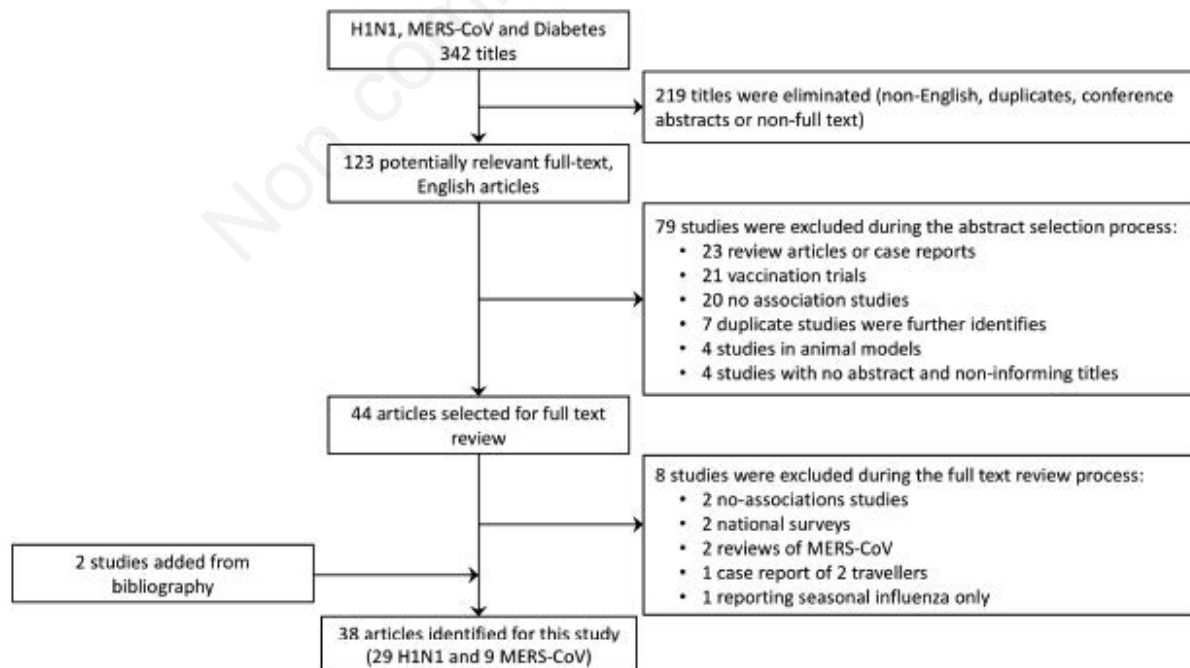 Non com
H1N1, MERS-CoV and Diabetes
342 titles
219 titles were eliminated (non-English, duplicates, conference
abstracts or non-full text)
123 potentially relevant full-text,
English articles
79 studies were excluded during the abstract selection process:
• 23 review articles or case reports
• 21 vaccination trials
• 20 no association studies
• 7 duplicate studies were further identifies
• 4 studies in animal models
• 4 studies with no abstract and non-informing titles
44 articles selected for full text
review
8 studies were excluded during the full text review process:
• 2 no-associations studies
• 2 national surveys
• 2 reviews of MERS-CoV
• 1 case report of 2 travellers
• 1 reporting seasonal influenza only
2 studies added from
bibliography
38 articles identified for this study
(29 H1N1 and 9 MERS-CoV)